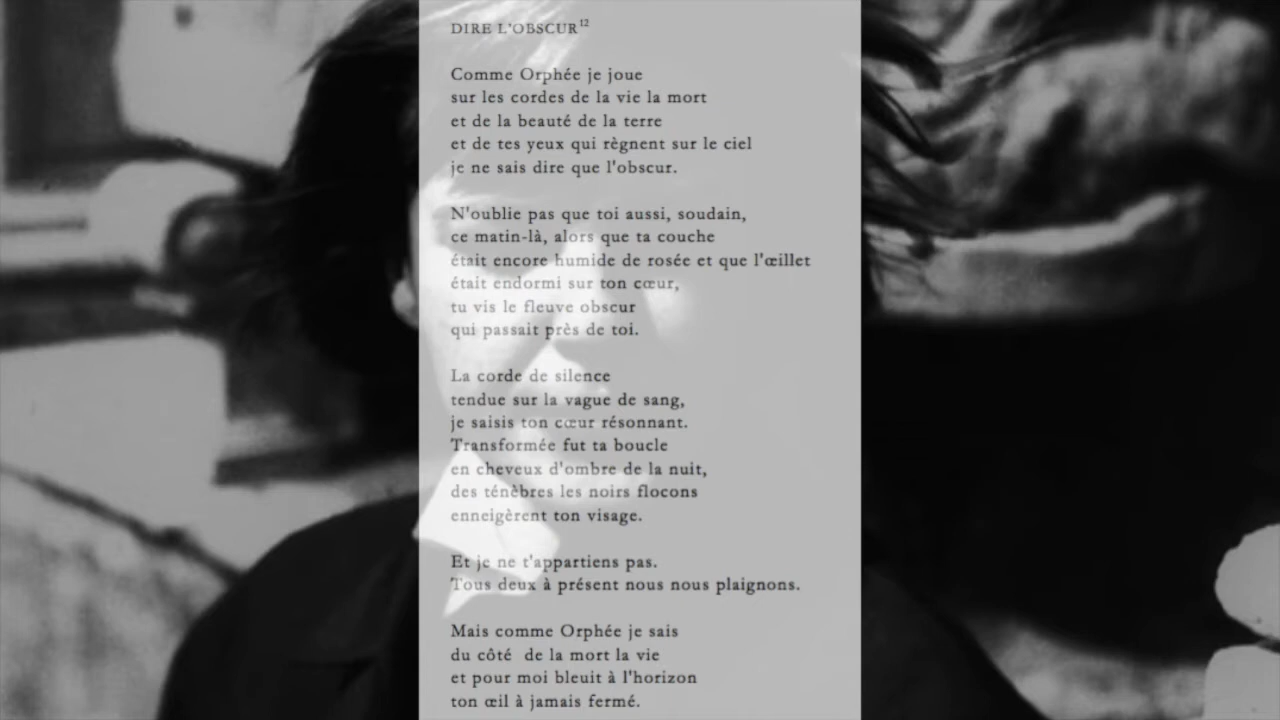 DIRE L'OBSCUR¹²
Comme Orphée je joue
sur les cordes de la vie la mort
et de la beauté de la terre
et de tes yeux qui règnent sur le ciel
je ne sais dire que l'obscur.
N'oublie pas que toi aussi, soudain,
ce matin-là, alors que ta couche
était encore humide de rosée et que l'œillet
était endormi sur ton cœur,
tu vis le fleuve obscur
qui passait près de toi.
La corde de silence
tendue sur la vague de sang,
je saisis ton cœur résonnant.
Transformée fut ta boucle
en cheveux d'ombre de la nuit,
des ténèbres les noirs flocons
enneigèrent ton visage.
Et je ne t'appartiens pas.
Tous deux à présent nous nous plaignons.
Mais comme Orphée je sais
du côté de la mort la vie
et pour moi bleuit à l'horizon
ton œil à jamais fermé.